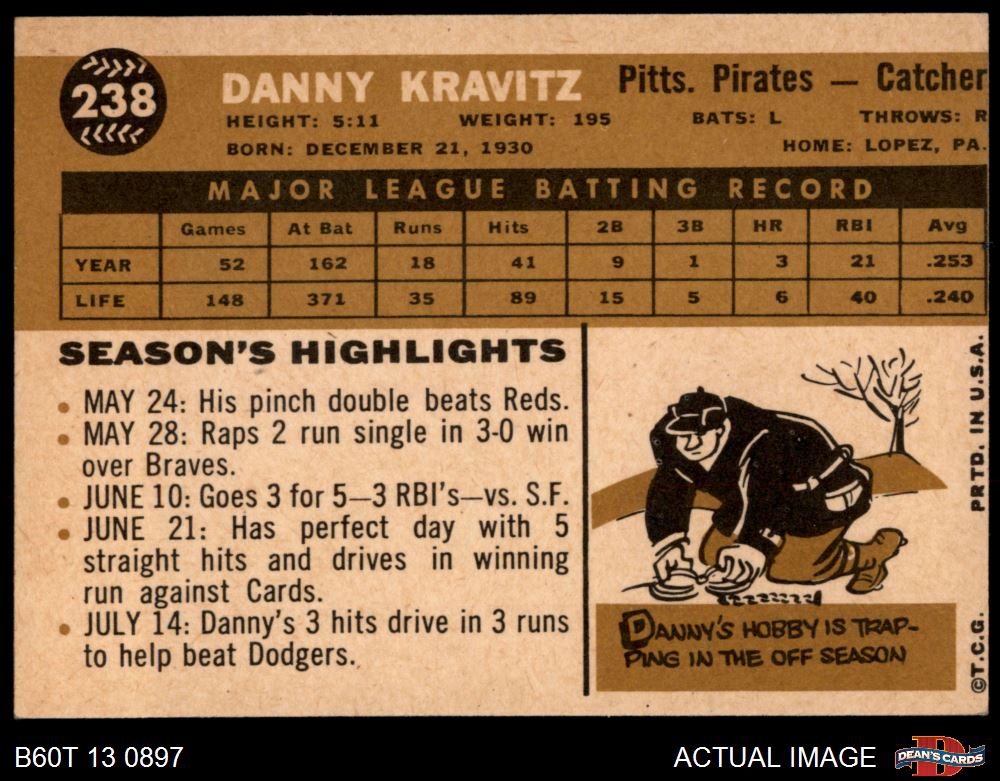 238
DANNY KRAVITZ Pitts. Pirates — Catcher
HEIGHT: 5:11 WEIGHT: 195 BATS: L THROWS: R
BORN: DECEMBER 21, 1930 HOME: LOPEZ, PA.
MAJOR LEAGUE BATTING RECORD
Games At Bat Runs Hits 2B 3B HR RBI Avg
YEAR 52 162 18 41 9 1 3 21 .253
LIFE 148 371 35 89 15 5 6 40 .240
SEASON'S HIGHLIGHTS
• MAY 24: His pinch double beats Reds.
• MAY 28: Raps 2 run single in 3-0 win
over Braves.
• JUNE 10: Goes 3 for 5—3 RBI's—vs. S.F.
• JUNE 21: Has perfect day with 5
straight hits and drives in winning
run against Cards.
• JULY 14: Danny's 3 hits drive in 3 runs
to help beat Dodgers.
DANNY'S HOBBY IS TRAP-
PING IN THE OFF SEASON
©T.C.G. PRTD. IN U.S.A.
B60T 13 0897 ACTUAL IMAGE DEAN'S CARDS